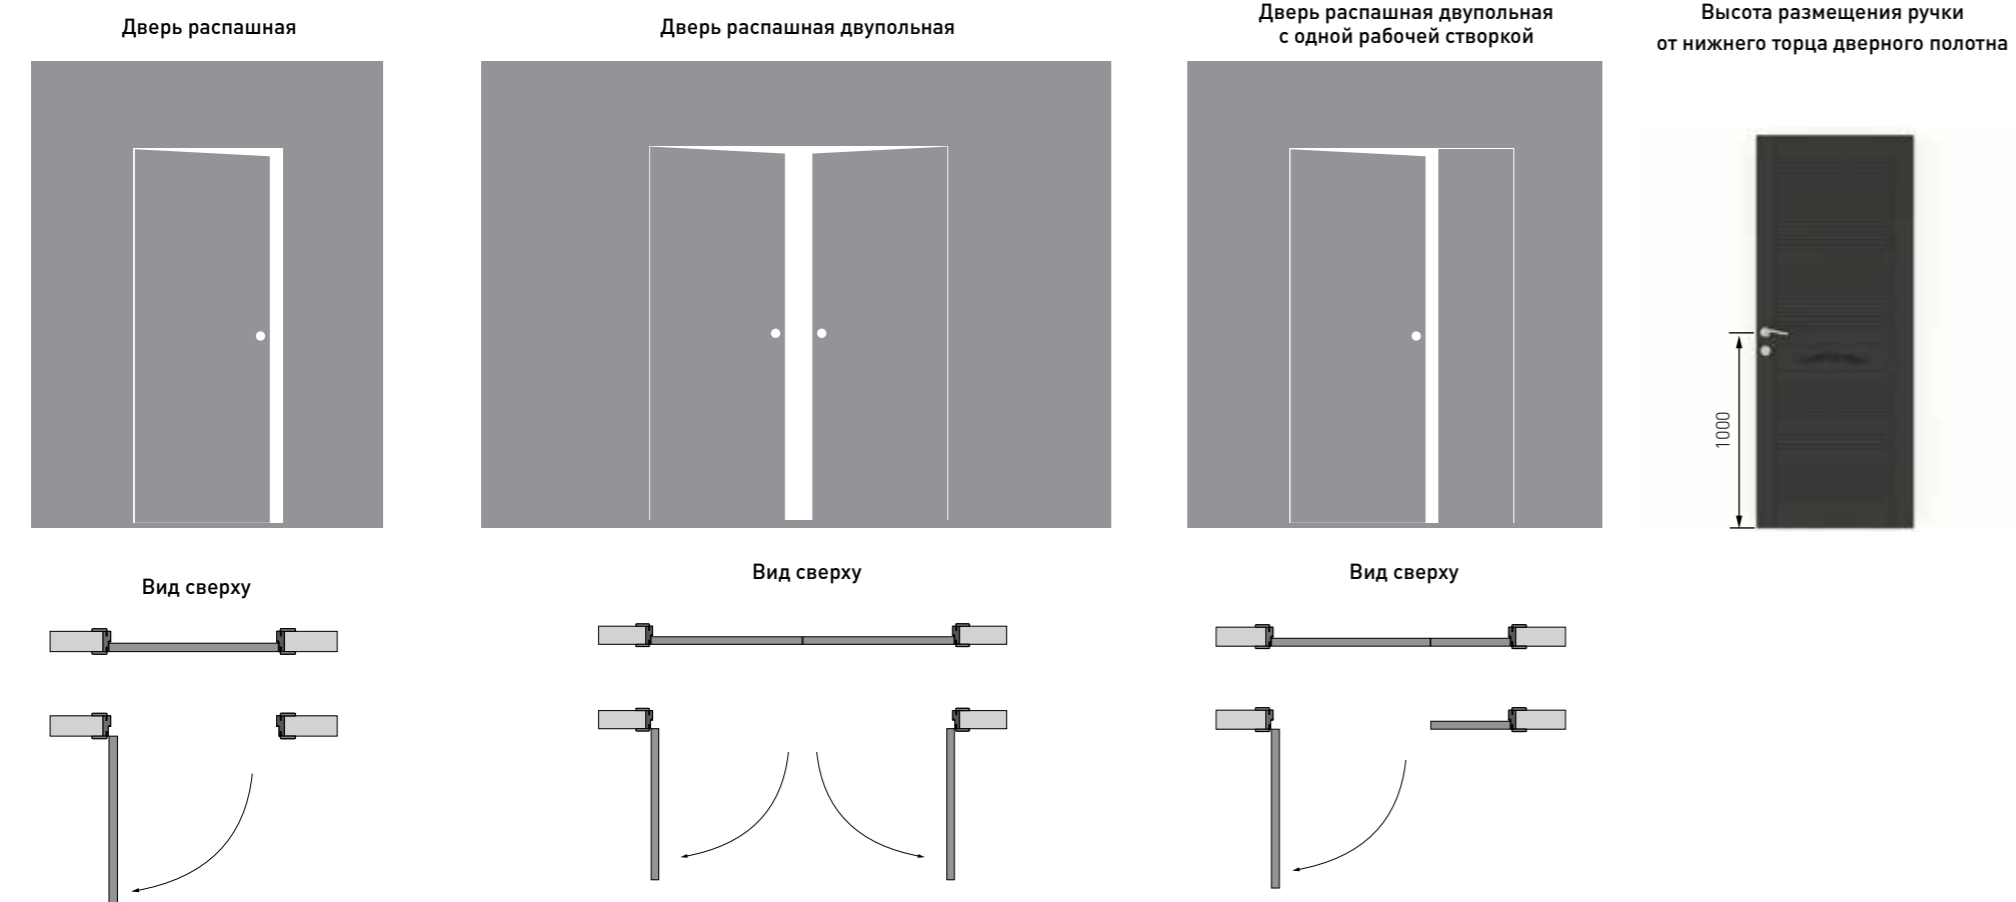 Дверь распашная
Дверь распашная двупольная
Дверь распашная двупольная
с одной рабочей створкой
Высота размещения ручки
от нижнего торца дверного полотна
1000
Вид сверху
Вид сверху
Вид сверху